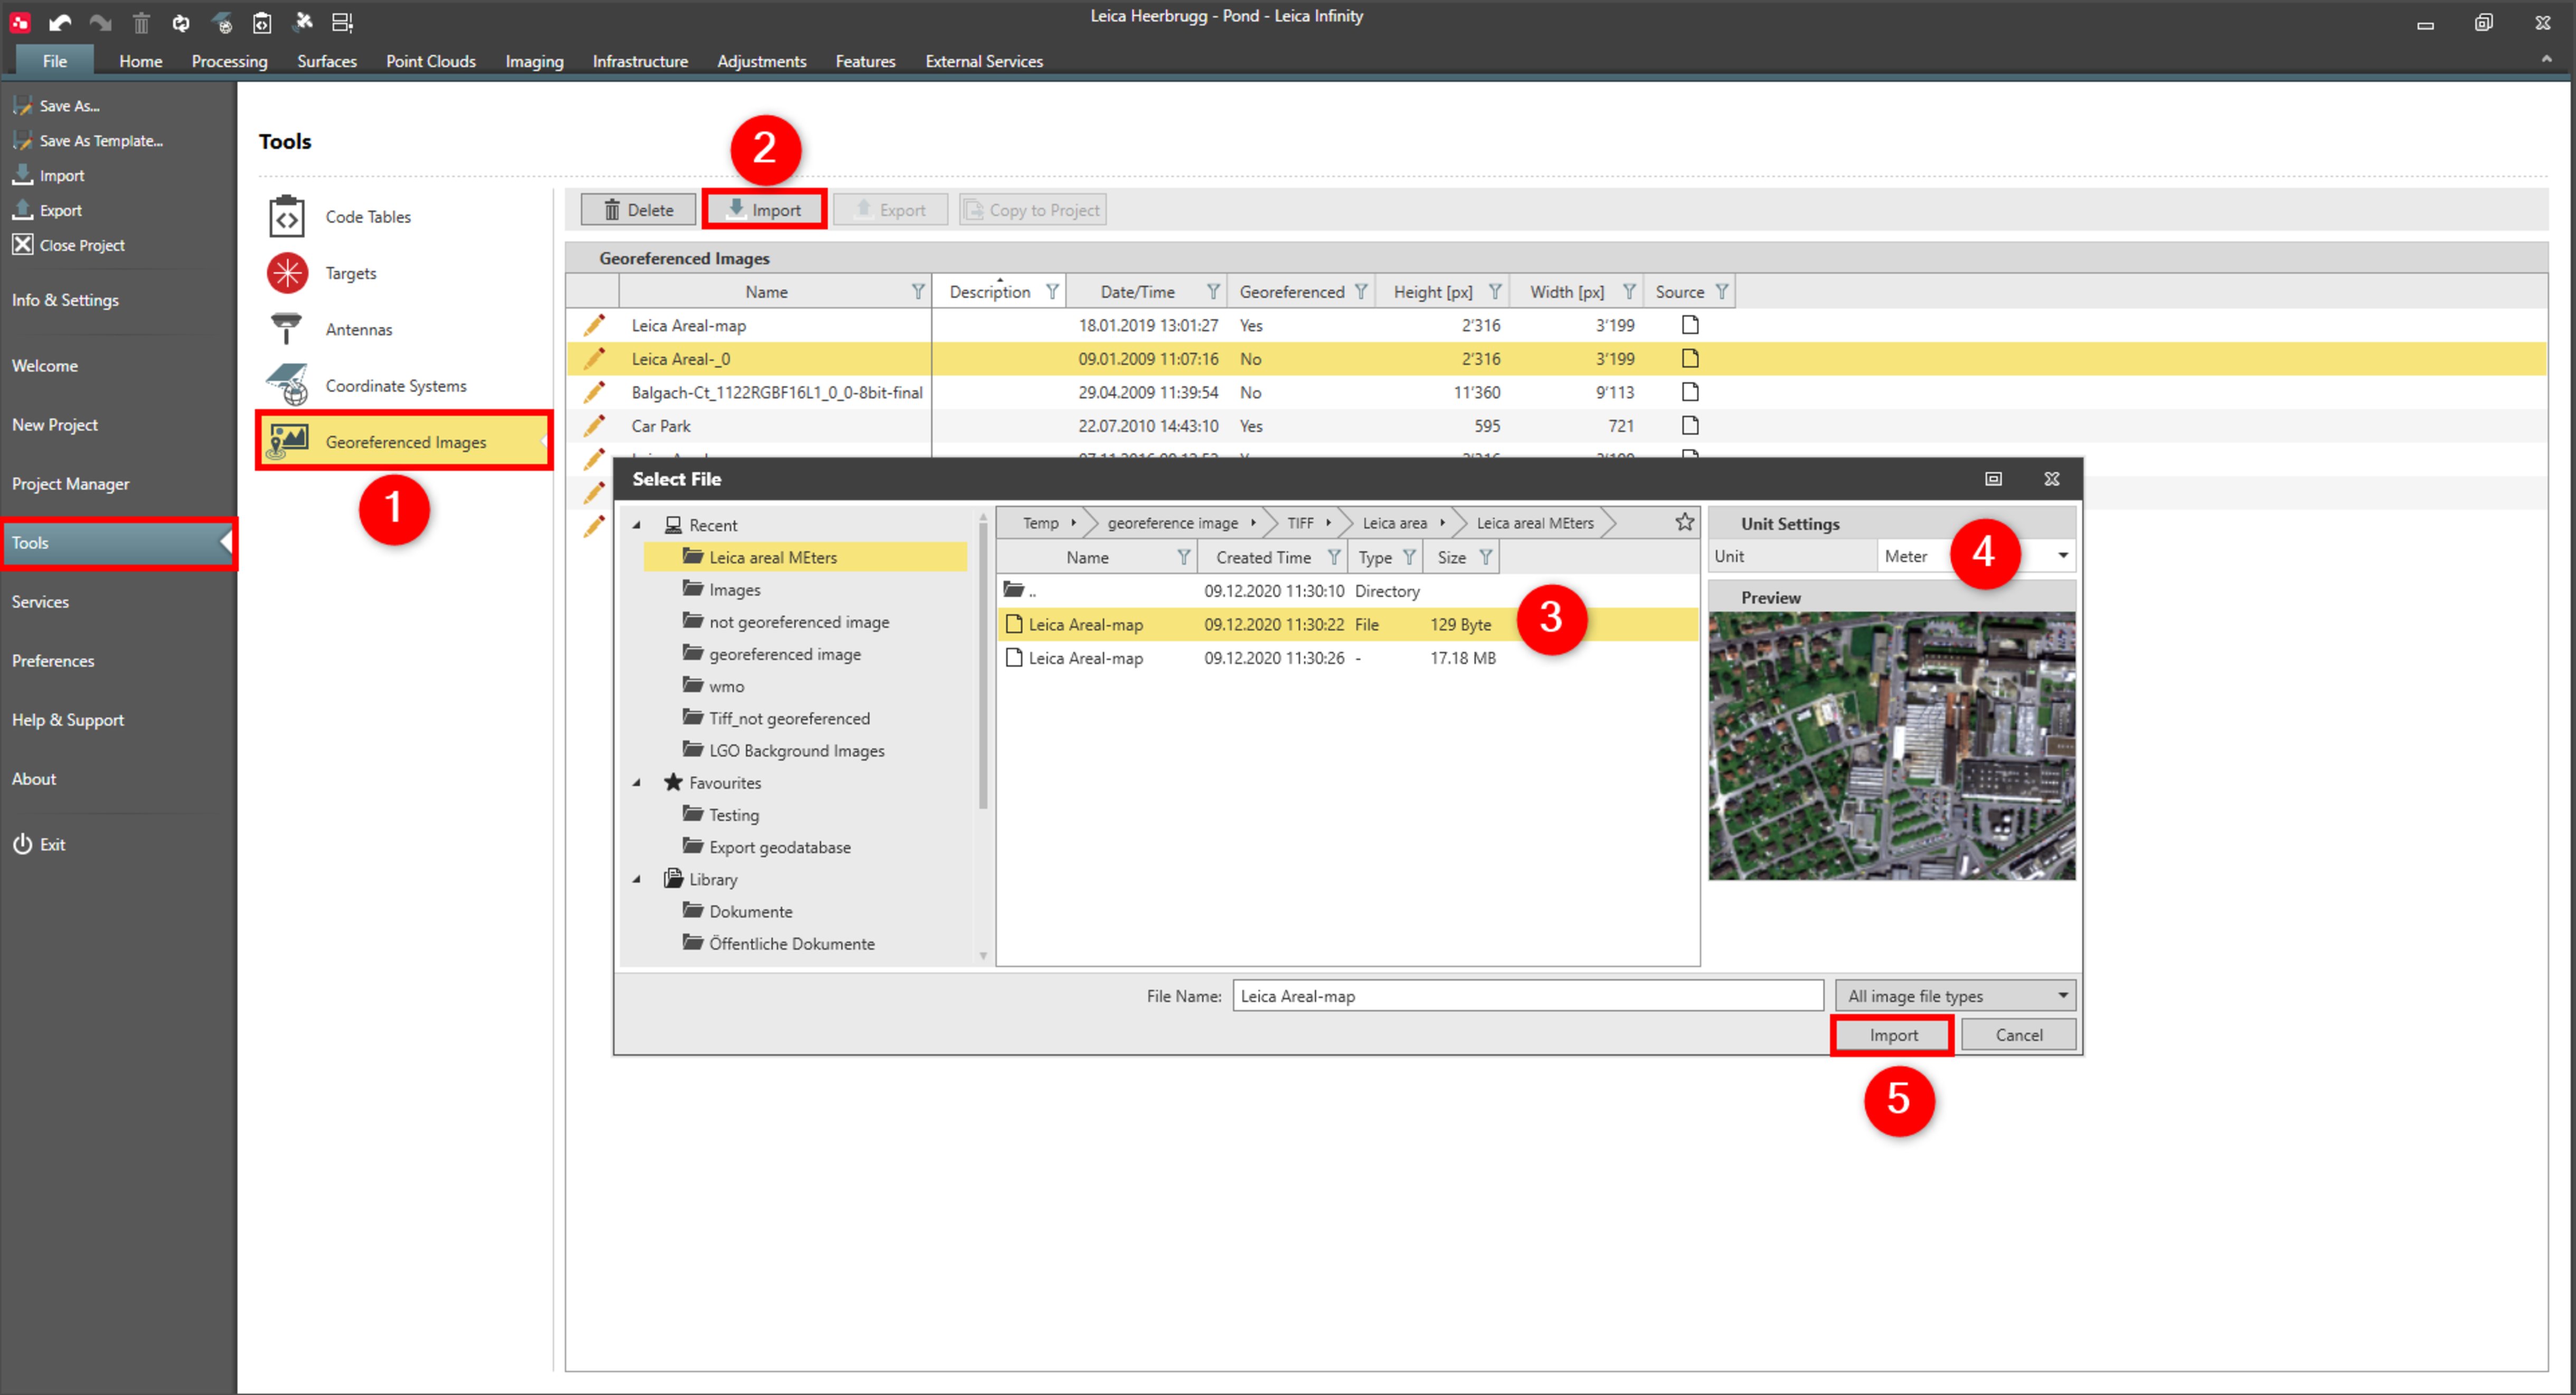 Leica Heerbrugg - Pond - Leica Infinity
File Home Processing Surfaces Point Clouds Imaging Infrastructure Adjustments Features External Services
Save As...
Save As Template...
Import
Export
Close Project
Info & Settings
Welcome
New Project
Project Manager
Tools
Services
Preferences
Help & Support
About
Exit
Tools
Code Tables
Targets
Antennas
Coordinate Systems
Georeferenced Images
1
2
Delete Import Export Copy to Project
Georeferenced Images
Name Description Date/Time Georeferenced Height [px] Width [px] Source
Leica Areal-map 18.01.2019 13:01:27 Yes 2'316 3'199
Leica Areal-_0 09.01.2009 11:07:16 No 2'316 3'199
Balgach-Ct_1122RGBF16L1_0_0-8bit-final 29.04.2009 11:39:54 No 11'360 9'113
Car Park 22.07.2010 14:43:10 Yes 595 721
Select File
Recent
Leica areal MEters
Images
not georeferenced image
georeferenced image
wmo
Tiff_not georeferenced
LGO Background Images
Favourites
Testing
Export geodatabase
Library
Dokumente
Öffentliche Dokumente
Temp georeference image TIFF Leica area Leica areal MEters
Name Created Time Type Size
.. 09.12.2020 11:30:10 Directory
Leica Areal-map 09.12.2020 11:30:22 File 129 Byte
3
Leica Areal-map 09.12.2020 11:30:26 - 17.18 MB
Unit Settings
Unit Meter
4
Preview
File Name: Leica Areal-map All image file types
Import Cancel
5